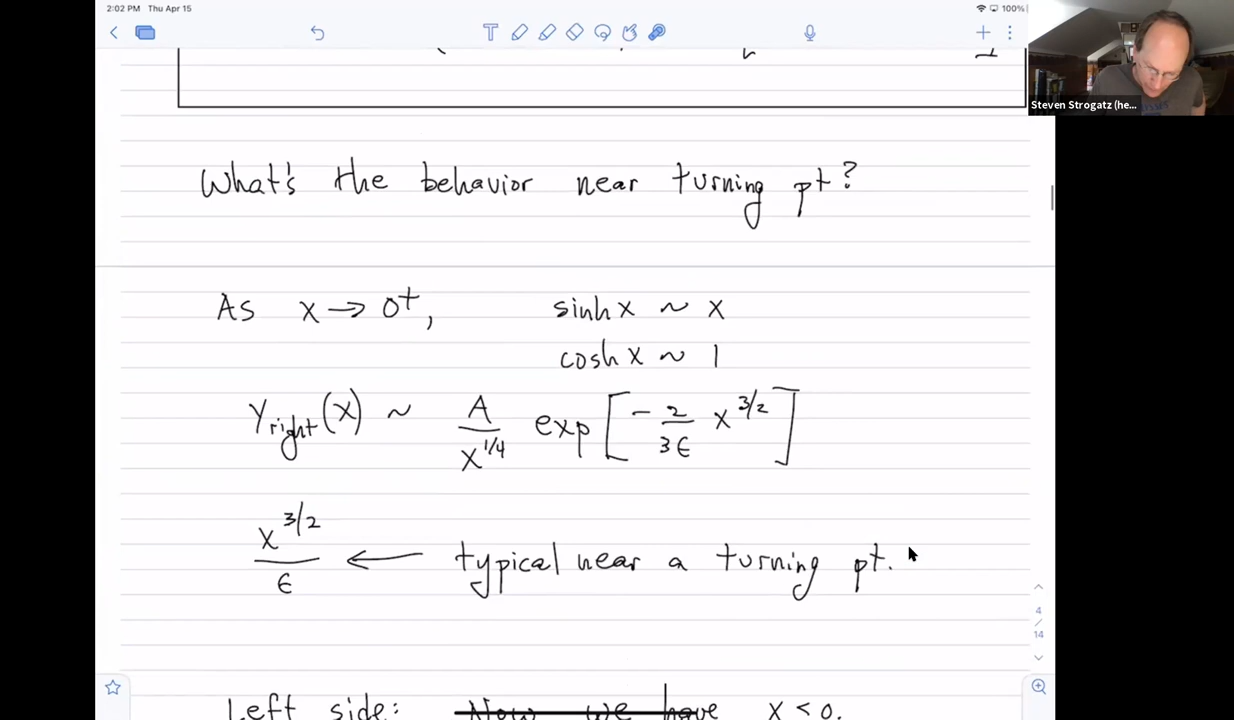 2:02 PM Thu Apr 15
100%
Steven Strogatz (he...
What's the behavior near turning pt?
As x → 0⁺, sinh x ~ x
cosh x ~ 1
y_right(x) ~ A/x^{1/4} exp[-2/(3ϵ) x^{3/2}]
x^{3/2}/ϵ ← typical near a turning pt.
4
/
14
Left side: Now we have x < 0.